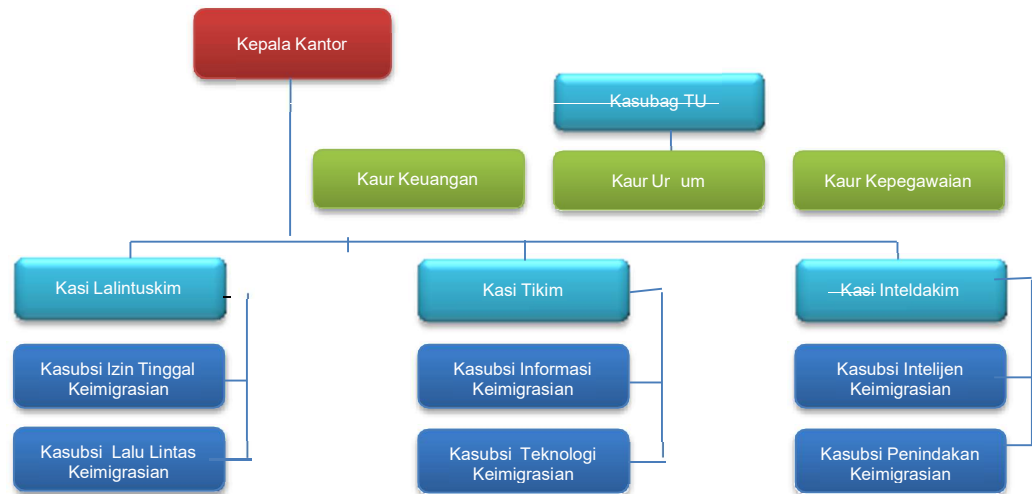 Kepala Kantor
Kasubag TU
Kaur Keuangan
Kaur Ur um
Kaur Kepegawaian
Kasi Lalintuskim
Kasi Tikim
Kasi Inteldakim
Kasubsi Izin Tinggal
Keimigrasian
Kasubsi Informasi
Keimigrasian
Kasubsi Intelijen
Keimigrasian
Kasubsi Lalu Lintas
Keimigrasian
Kasubsi Teknologi
Keimigrasian
Kasubsi Penindakan
Keimigrasian